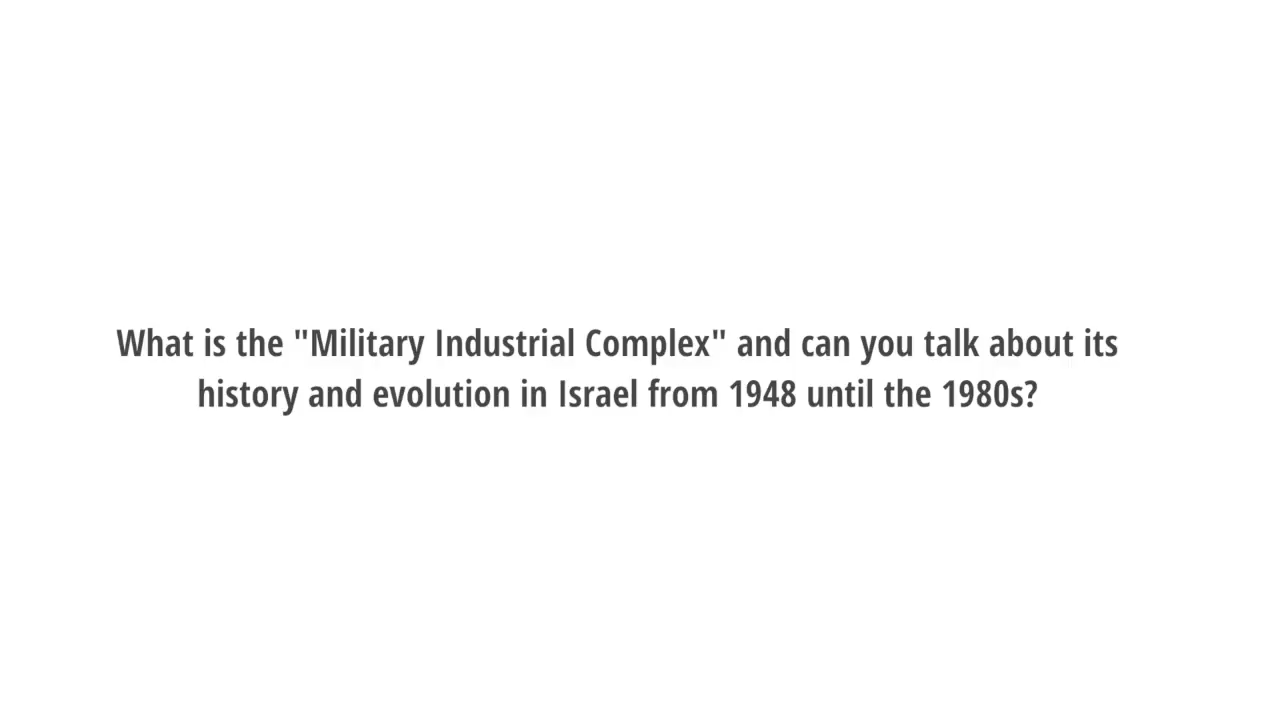 What is the "Military Industrial Complex" and can you talk about its
history and evolution in Israel from 1948 until the 1980s?